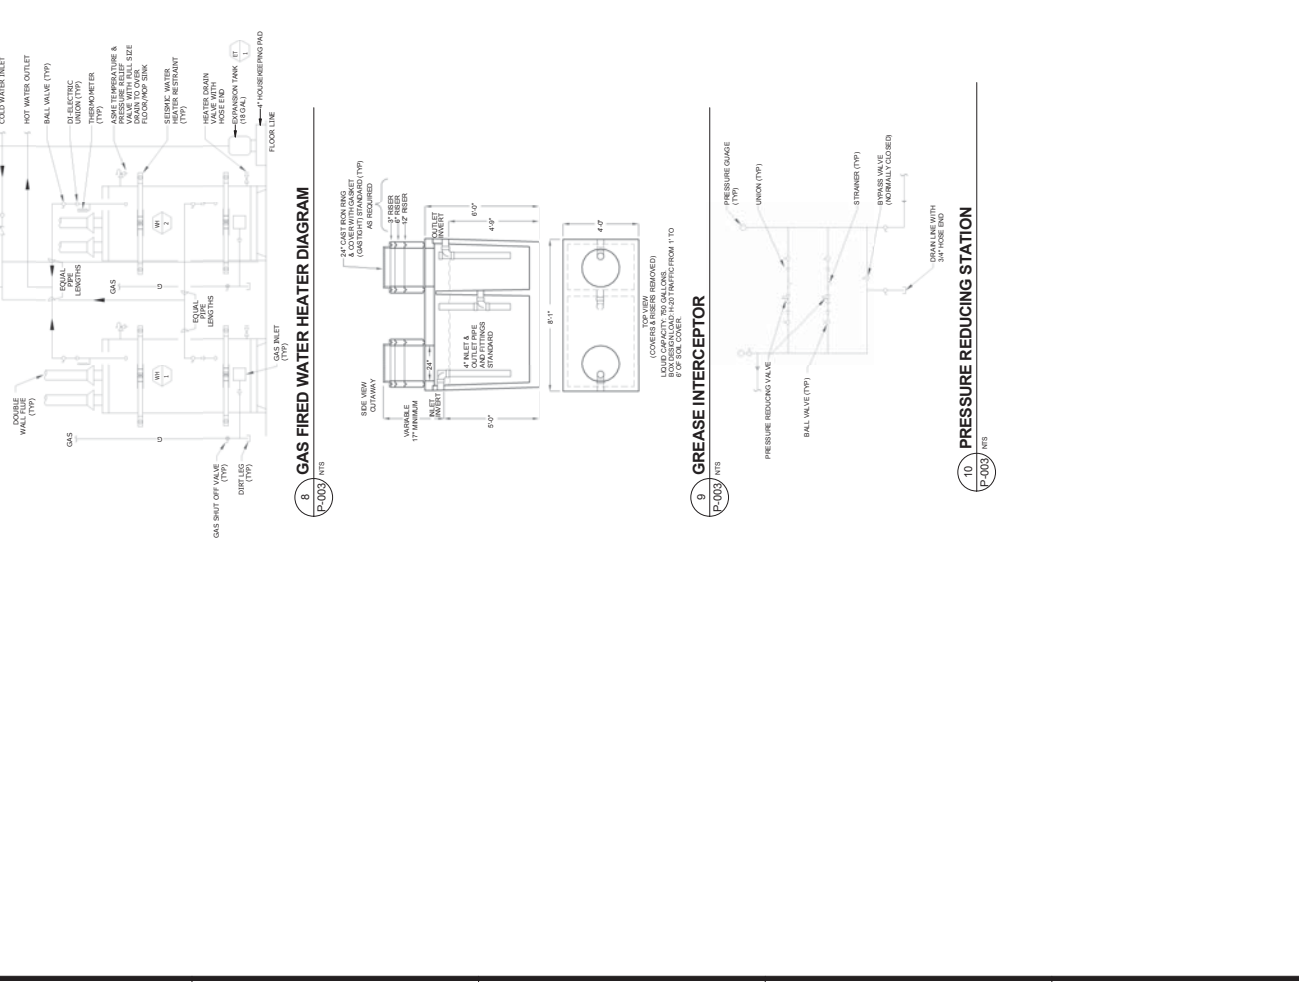 COLD WATER INLET
HOT WATER OUTLET
BALL VALVE (TYP)
DI-ELECTRIC
UNION (TYP)
THERMOMETER
(TYP)
ASME TEMPERATURE &
PRESSURE RELIEF
VALVE WITH FULL SIZE
DRAIN TO OVER
FLOOR/MOP SINK
SEISMIC WATER
HEATER RESTRAINT
(TYP)
HEATER DRAIN
VALVE WITH
HOSE END
EXPANSION TANK
(18 GAL)
ET
1
4" HOUSEKEEPING PAD
FLOOR LINE
WH
2
EQUAL
PIPE
LENGTHS
GAS
G
EQUAL
PIPE
LENGTHS
WH
1
GAS INLET
(TYP)
DOUBLE
WALL FLUE
(TYP)
GAS
G
GAS SHUT OFF VALVE
(TYP)
DIRT LEG
(TYP)
8
P-003
GAS FIRED WATER HEATER DIAGRAM
NTS
24" CAST IRON RING
& COVER WITH GASKET
(GASTIGHT) STANDARD (TYP)
AS REQUIRED
3" RISER
6" RISER
12" RISER
OUTLET
INVERT
6'-0"
4'-9"
SIDE VIEW
CUTAWAY
VARIABLE
17" MINIMUM
INLET
INVERT
24"
4" INLET &
OUTLET PIPE
AND FITTINGS
STANDARD
5'-0"
8'-1"
4'-0"
TOP VIEW
(COVERS & RISERS REMOVED)
LIQUID CAPACITY: 750 GALLONS.
BOX DESIGN LOAD: H-20 TRAFFIC FROM 1' TO
6' OF SOIL COVER.
9
P-003
GREASE INTERCEPTOR
NTS
PRESSURE GUAGE
(TYP)
UNION (TYP)
STRAINER (TYP)
BYPASS VALVE
(NORMALLY CLOSED)
DRAIN LINE WITH
3/4" HOSE END
PRESSURE REDUCING VALVE
BALL VALVE (TYP)
10
P-003
PRESSURE REDUCING STATION
NTS